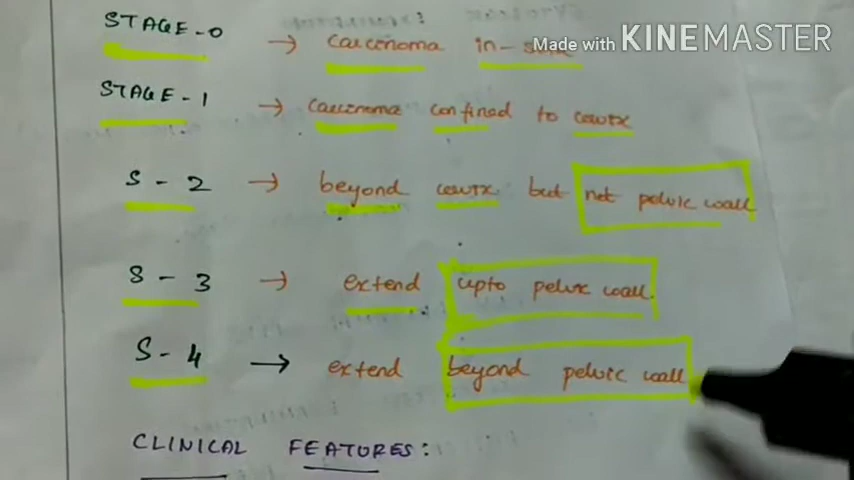 STAGE-0 → carcinoma in-situ
Made with KINEMASTER
STAGE-1 → carcinoma confined to cervix
S-2 → beyond cervix but not pelvic wall
S-3 → extend upto pelvic wall.
S-4 → extend beyond pelvic wall
CLINICAL FEATURES: